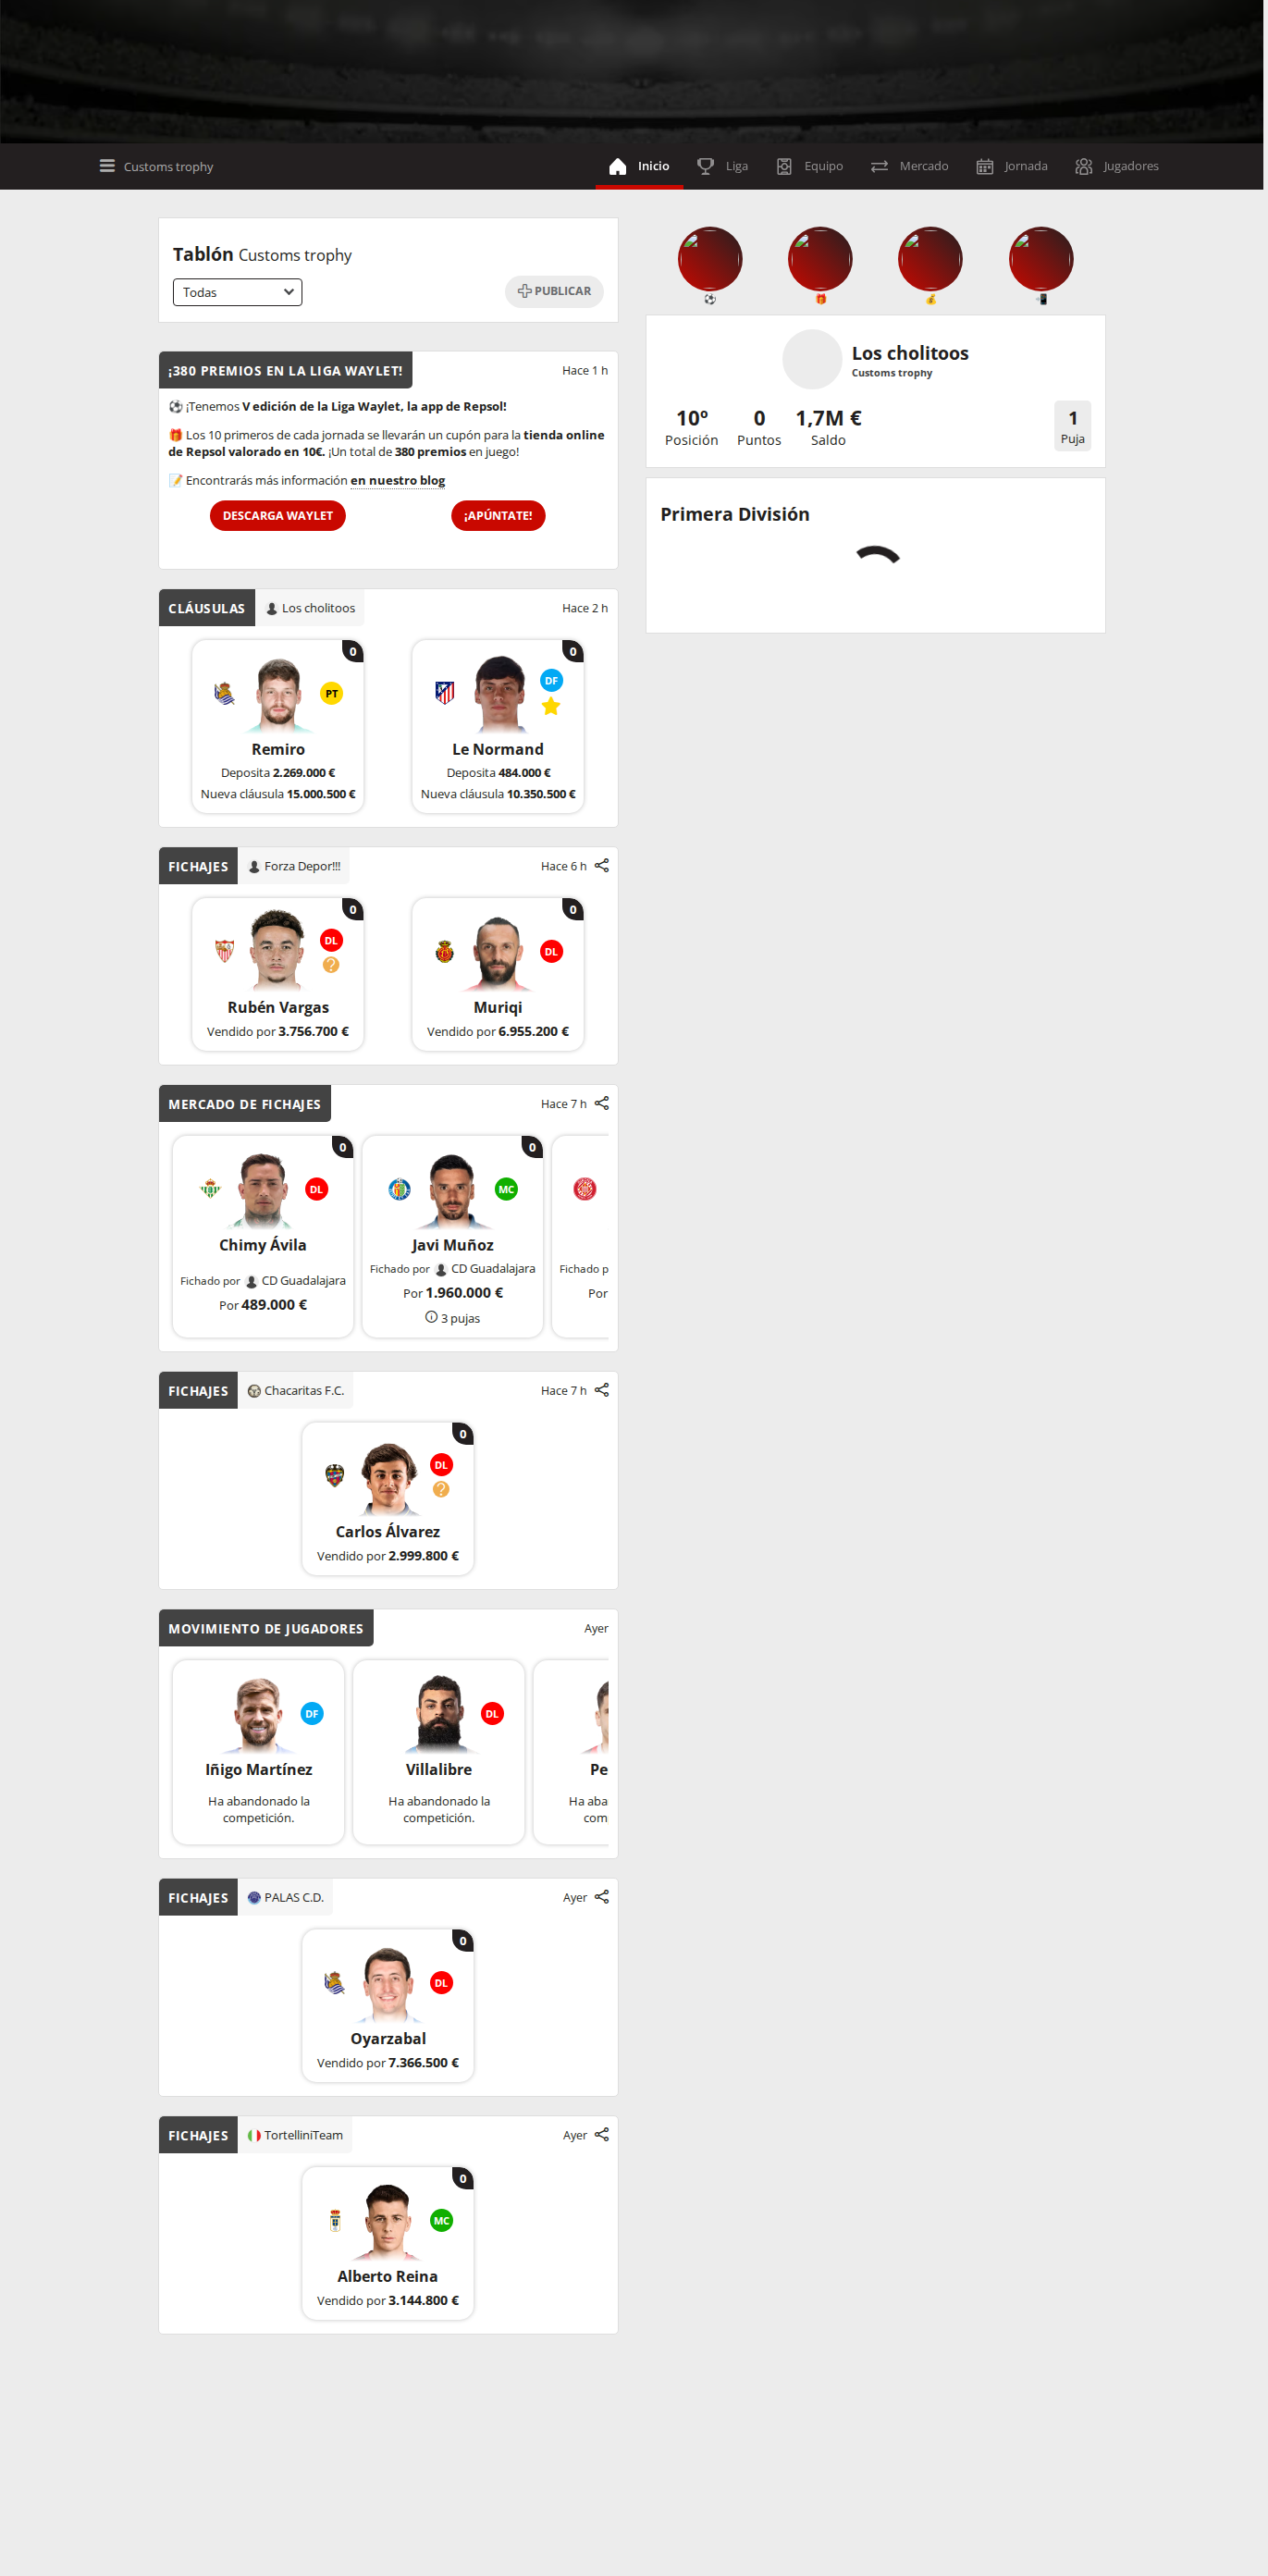 Customs trophy
Inicio
Liga
Equipo
Mercado
Jornada
Jugadores
Tablón Customs trophy
Todas
PUBLICAR
¡380 PREMIOS EN LA LIGA WAYLET!
Hace 1 h
⚽ ¡Tenemos V edición de la Liga Waylet, la app de Repsol!
🎁 Los 10 primeros de cada jornada se llevarán un cupón para la tienda online
de Repsol valorado en 10€. ¡Un total de 380 premios en juego!
📝 Encontrarás más información en nuestro blog
DESCARGA WAYLET
¡APÚNTATE!
CLÁUSULAS
Los cholitoos
Hace 2 h
0
PT
Remiro
Deposita 2.269.000 €
Nueva cláusula 15.000.500 €
0
DF
Le Normand
Deposita 484.000 €
Nueva cláusula 10.350.500 €
FICHAJES
Forza Depor!!!
Hace 6 h
0
DL
?
Rubén Vargas
Vendido por 3.756.700 €
0
DL
Muriqi
Vendido por 6.955.200 €
MERCADO DE FICHAJES
Hace 7 h
0
DL
Chimy Ávila
Fichado por CD Guadalajara
Por 489.000 €
0
MC
Javi Muñoz
Fichado por CD Guadalajara
Por 1.960.000 €
3 pujas
Fichado p
Por
FICHAJES
Chacaritas F.C.
Hace 7 h
0
DL
?
Carlos Álvarez
Vendido por 2.999.800 €
MOVIMIENTO DE JUGADORES
Ayer
DF
Iñigo Martínez
Ha abandonado la
competición.
DL
Villalibre
Ha abandonado la
competición.
Pe
Ha aba
com
FICHAJES
PALAS C.D.
Ayer
0
DL
Oyarzabal
Vendido por 7.366.500 €
FICHAJES
TortelliniTeam
Ayer
0
MC
Alberto Reina
Vendido por 3.144.800 €
⚽
🎁
💰
📲
Los cholitoos
Customs trophy
10º
Posición
0
Puntos
1,7M €
Saldo
1
Puja
Primera División